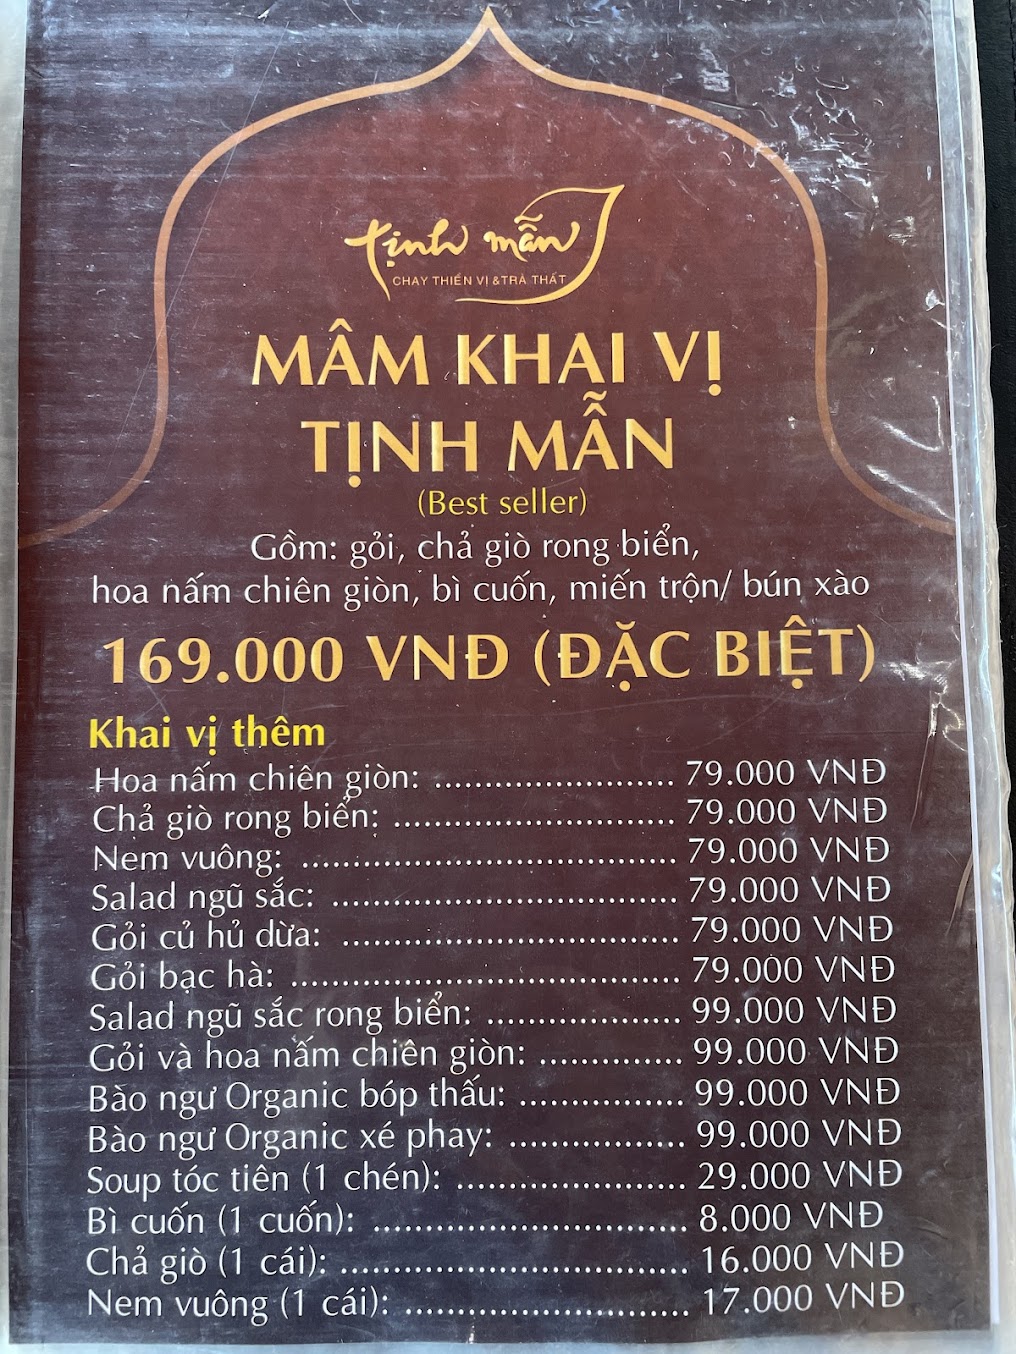 tịnh mẫn
CHAY THIỀN VỊ & TRÀ THẤT
MÂM KHAI VỊ
TỊNH MẪN
(Best seller)
Gồm: gỏi, chả giò rong biển,
hoa nấm chiên giòn, bì cuốn, miến trộn/ bún xào
169.000 VNĐ (ĐẶC BIỆT)
Khai vị thêm
Hoa nấm chiên giòn: ..................... 79.000 VNĐ
Chả giò rong biển: ......................... 79.000 VNĐ
Nem vuông: ................................. 79.000 VNĐ
Salad ngũ sắc: .............................. 79.000 VNĐ
Gỏi củ hủ dừa: ............................. 79.000 VNĐ
Gỏi bạc hà: .................................. 79.000 VNĐ
Salad ngũ sắc rong biển: ................. 99.000 VNĐ
Gỏi và hoa nấm chiên giòn: ............. 99.000 VNĐ
Bào ngư Organic bóp thấu: .............. 99.000 VNĐ
Bào ngư Organic xé phay: ............... 99.000 VNĐ
Soup tóc tiên (1 chén): .................... 29.000 VNĐ
Bì cuốn (1 cuốn): ........................... 8.000 VNĐ
Chả giò (1 cái): .............................. 16.000 VNĐ
Nem vuông (1 cái): ......................... 17.000 VNĐ